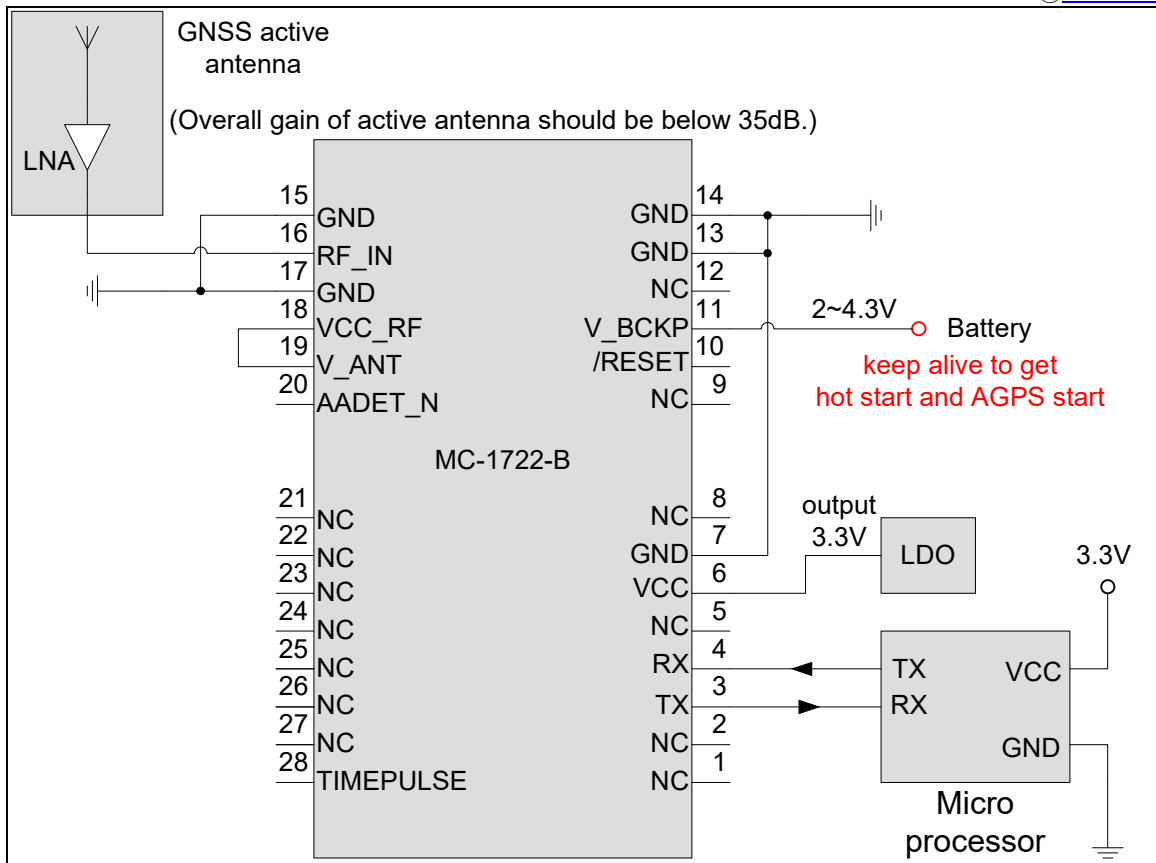 GNSS active
antenna
(Overall gain of active antenna should be below 35dB.)
LNA
15
GND
16
RF_IN
17
GND
18
VCC_RF
19
V_ANT
20
AADET_N
14
GND
13
GND
12
NC
11
V_BCKP
10
/RESET
9
NC
2~4.3V
Battery
keep alive to get
hot start and AGPS start
MC-1722-B
21
NC
22
NC
23
NC
24
NC
25
NC
26
NC
27
NC
28
TIMEPULSE
8
NC
7
GND
6
VCC
5
NC
4
RX
3
TX
2
NC
1
NC
output
3.3V
LDO
3.3V
TX
VCC
RX
GND
Micro
processor